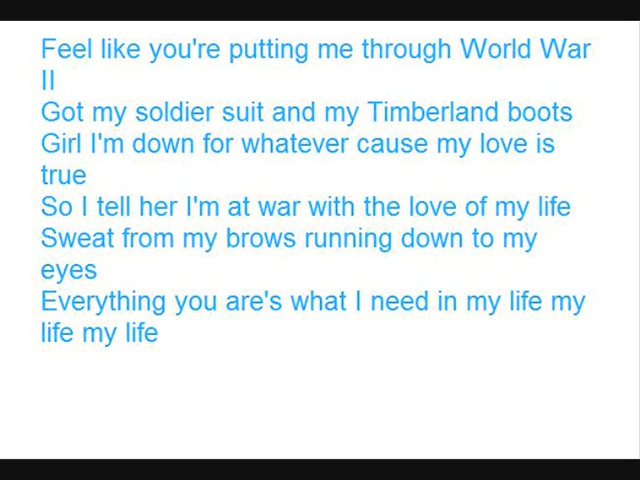 Feel like you're putting me through World War
II
Got my soldier suit and my Timberland boots
Girl I'm down for whatever cause my love is
true
So I tell her I'm at war with the love of my life
Sweat from my brows running down to my
eyes
Everything you are's what I need in my life my
life my life